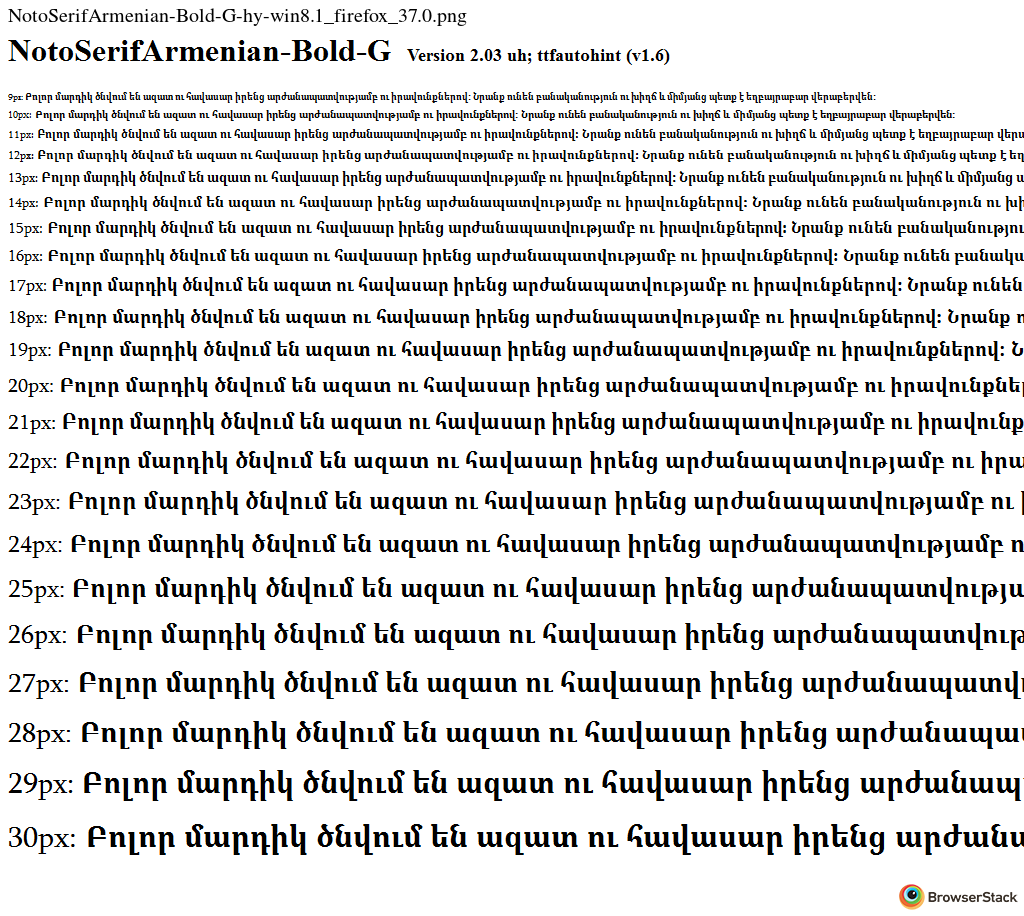 NotoSerifArmenian-Bold-G-hy-win8.1_firefox_37.0.png
NotoSerifArmenian-Bold-G Version 2.03 uh; ttfautohint (v1.6)
9px: Բոլոր մարդիկ ծնվում են ազատ ու հավասար իրենց արժանապատվությամբ ու իրավունքներով: Նրանք ունեն բանականություն ու խիղճ և միմյանց պետք է եղբայրաբար վերաբերվեն:
10px: Բոլոր մարդիկ ծնվում են ազատ ու հավասար իրենց արժանապատվությամբ ու իրավունքներով: Նրանք ունեն բանականություն ու խիղճ և միմյանց պետք է եղբայրաբար վերաբերվեն:
11px: Բոլոր մարդիկ ծնվում են ազատ ու հավասար իրենց արժանապատվությամբ ու իրավունքներով: Նրանք ունեն բանականություն ու խիղճ և միմյանց պետք է եղբայրաբար վերա
12px: Բոլոր մարդիկ ծնվում են ազատ ու հավասար իրենց արժանապատվությամբ ու իրավունքներով: Նրանք ունեն բանականություն ու խիղճ և միմյանց պետք է եղ
13px: Բոլոր մարդիկ ծնվում են ազատ ու հավասար իրենց արժանապատվությամբ ու իրավունքներով: Նրանք ունեն բանականություն ու խիղճ և միմյանց
14px: Բոլոր մարդիկ ծնվում են ազատ ու հավասար իրենց արժանապատվությամբ ու իրավունքներով: Նրանք ունեն բանականություն ու խի
15px: Բոլոր մարդիկ ծնվում են ազատ ու հավասար իրենց արժանապատվությամբ ու իրավունքներով: Նրանք ունեն բանականությու
16px: Բոլոր մարդիկ ծնվում են ազատ ու հավասար իրենց արժանապատվությամբ ու իրավունքներով: Նրանք ունեն բանակա
17px: Բոլոր մարդիկ ծնվում են ազատ ու հավասար իրենց արժանապատվությամբ ու իրավունքներով: Նրանք ունեն
18px: Բոլոր մարդիկ ծնվում են ազատ ու հավասար իրենց արժանապատվությամբ ու իրավունքներով: Նրանք
19px: Բոլոր մարդիկ ծնվում են ազատ ու հավասար իրենց արժանապատվությամբ ու իրավունքներով:
20px: Բոլոր մարդիկ ծնվում են ազատ ու հավասար իրենց արժանապատվությամբ ու իրավունքնե
21px: Բոլոր մարդիկ ծնվում են ազատ ու հավասար իրենց արժանապատվությամբ ու իրավունք
22px: Բոլոր մարդիկ ծնվում են ազատ ու հավասար իրենց արժանապատվությամբ ու իրա
23px: Բոլոր մարդիկ ծնվում են ազատ ու հավասար իրենց արժանապատվությամբ ու
24px: Բոլոր մարդիկ ծնվում են ազատ ու հավասար իրենց արժանապատվությամբ
25px: Բոլոր մարդիկ ծնվում են ազատ ու հավասար իրենց արժանապատվությա
26px: Բոլոր մարդիկ ծնվում են ազատ ու հավասար իրենց արժանապատվութ
27px: Բոլոր մարդիկ ծնվում են ազատ ու հավասար իրենց արժանապատվ
28px: Բոլոր մարդիկ ծնվում են ազատ ու հավասար իրենց արժանապա
29px: Բոլոր մարդիկ ծնվում են ազատ ու հավասար իրենց արժանապ
30px: Բոլոր մարդիկ ծնվում են ազատ ու հավասար իրենց արժանա
BrowserStack